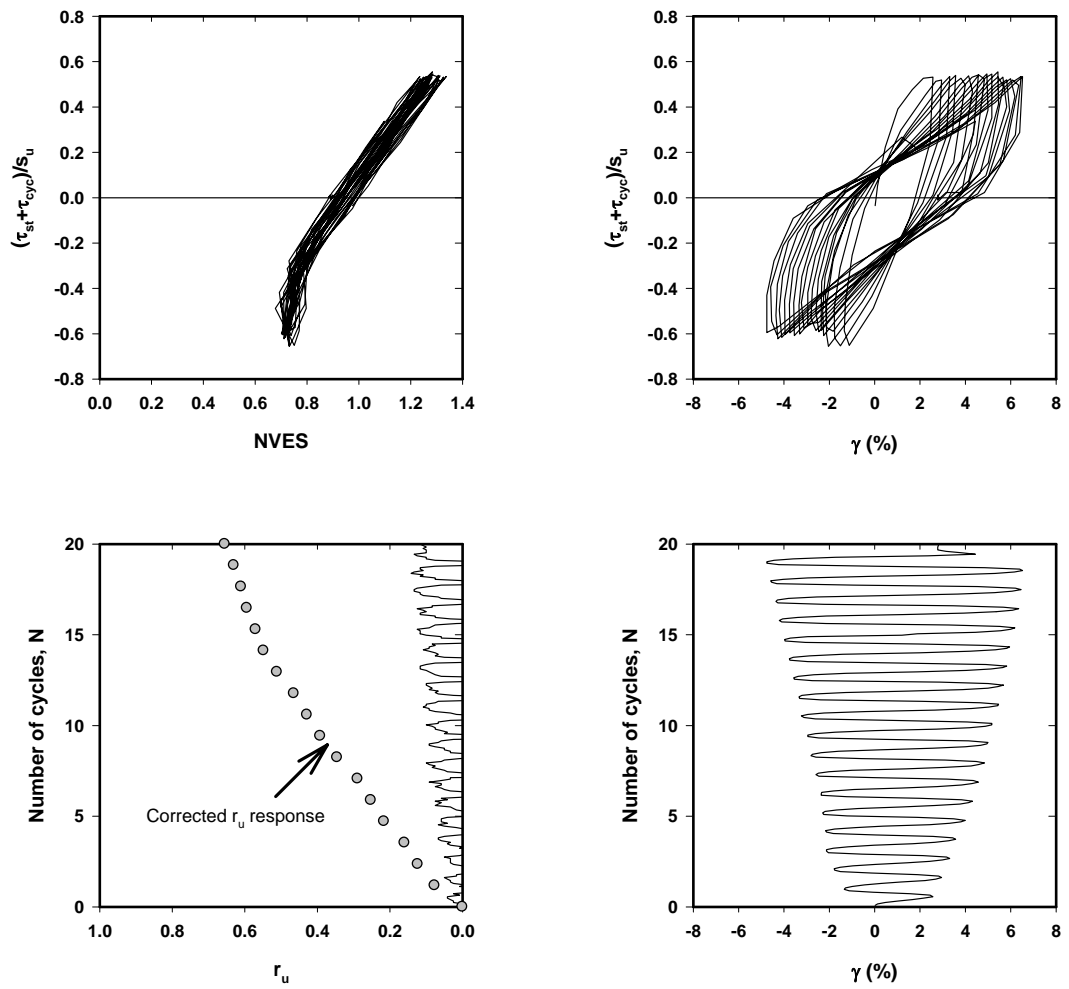 0.8
0.6
0.4
0.2
0.0
-0.2
-0.4
-0.6
-0.8
(τst+τcyc)/su
0.0 0.2 0.4 0.6 0.8 1.0 1.2 1.4
NVES
0.8
0.6
0.4
0.2
0.0
-0.2
-0.4
-0.6
-0.8
(τst+τcyc)/su
-8 -6 -4 -2 0 2 4 6 8
γ (%)
20
15
10
5
0
Number of cycles, N
Corrected ru response
1.0 0.8 0.6 0.4 0.2 0.0
ru
20
15
10
5
0
Number of cycles, N
-8 -6 -4 -2 0 2 4 6 8
γ (%)